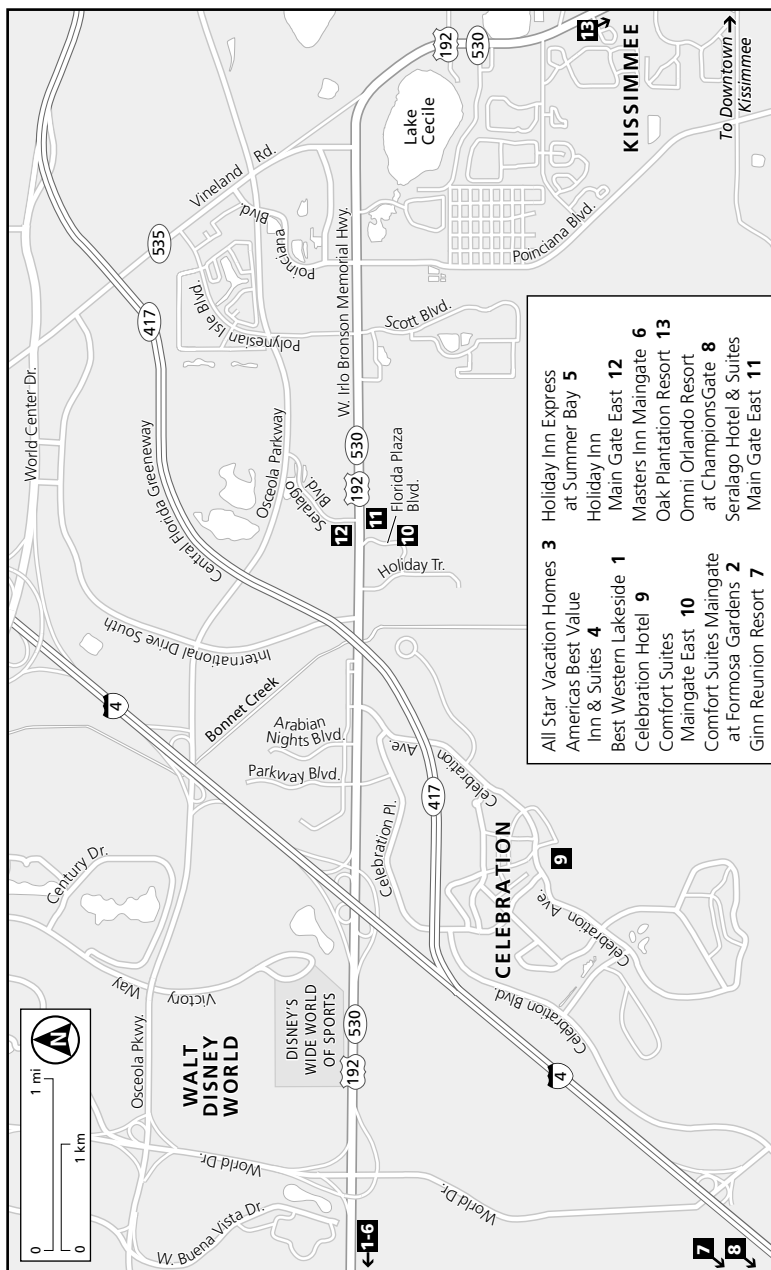 0
1 mi
0
1 km
N
World Center Dr.
Century Dr.
Victory Way
Osceola Pkwy.
WALT
DISNEY
WORLD
DISNEY'S
WIDE WORLD
OF SPORTS
World Dr.
W. Buena Vista Dr.
←1-6
192
530
4
International Drive South
Central Florida Greeneway
417
535
Vineland Rd.
Osceola Parkway
Polynesian Isle Blvd.
Poinciana Blvd.
Seralago
Blvd.
Bonnet Creek
Arabian
Nights Blvd.
Parkway Blvd.
12
11
10
192
530
W. Irlo Bronson Memorial Hwy.
Florida Plaza
Blvd.
Holiday Tr.
Scott Blvd.
Lake
Cecile
192
530
13
KISSIMMEE
Poinciana Blvd.
To Downtown →
Kissimmee
Celebration Pl.
Celebration Ave.
417
CELEBRATION
9
Celebration Ave.
Celebration Blvd.
4
World Dr.
7
8
All Star Vacation Homes 3
Americas Best Value
Inn & Suites 4
Best Western Lakeside 1
Celebration Hotel 9
Comfort Suites
Maingate East 10
Comfort Suites Maingate
at Formosa Gardens 2
Ginn Reunion Resort 7
Holiday Inn Express
at Summer Bay 5
Holiday Inn
Main Gate East 12
Masters Inn Maingate 6
Oak Plantation Resort 13
Omni Orlando Resort
at ChampionsGate 8
Seralago Hotel & Suites
Main Gate East 11